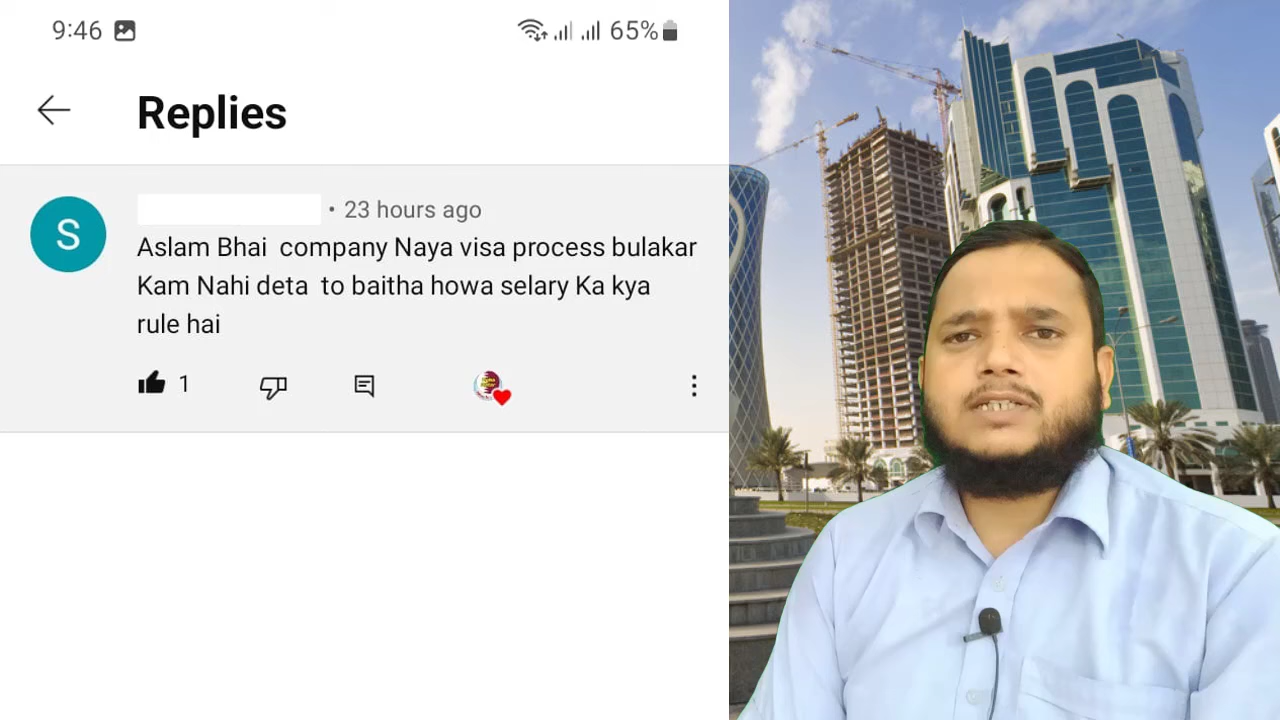 9:46
65%
Replies
S
• 23 hours ago
Aslam Bhai company Naya visa process bulakar
Kam Nahi deta to baitha howa selary Ka kya
rule hai
1